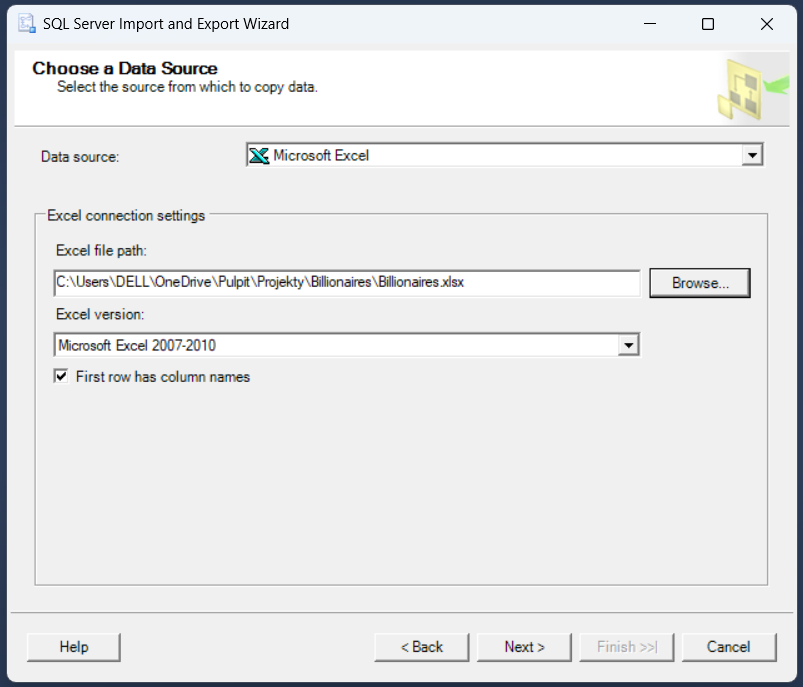 SQL Server Import and Export Wizard
Choose a Data Source
Select the source from which to copy data.
Data source:
Microsoft Excel
Excel connection settings
Excel file path:
C:\Users\DELL\OneDrive\Pulpit\Projekty\Billionaires\Billionaires.xlsx
Browse...
Excel version:
Microsoft Excel 2007-2010
First row has column names
Help
< Back
Next >
Finish >>|
Cancel